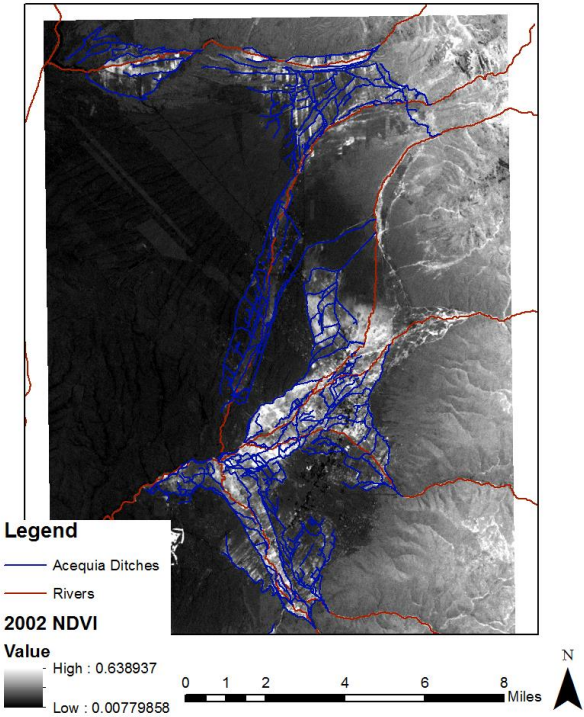 Legend
Acequia Ditches
Rivers
2002 NDVI
Value
High : 0.638937
Low : 0.00779858
N
0 1 2 4 6 8
Miles